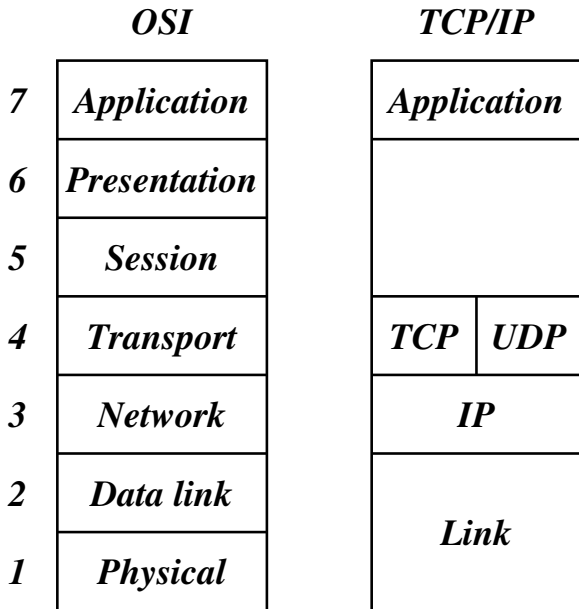 OSI TCP/IP
7 Application Application
6 Presentation
5 Session
4 Transport TCP UDP
3 Network IP
2 Data link
Link
1 Physical